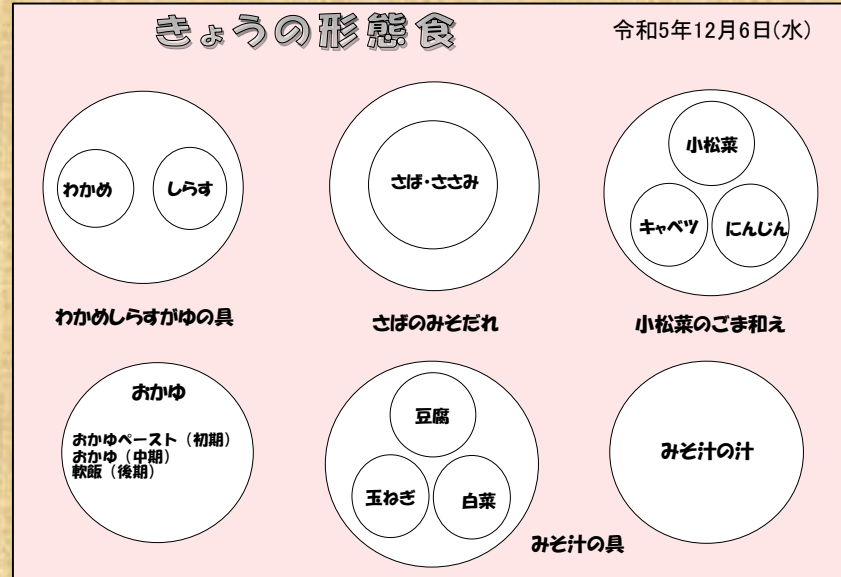 きょうの形態食
令和5年12月6日(水)
わかめ
しらす
わかめしらすがゆの具
さば・ささみ
さばのみそだれ
小松菜
キャベツ
にんじん
小松菜のごま和え
おかゆ
おかゆペースト（初期）
おかゆ（中期）
軟飯（後期）
豆腐
玉ねぎ
白菜
みそ汁の具
みそ汁の汁